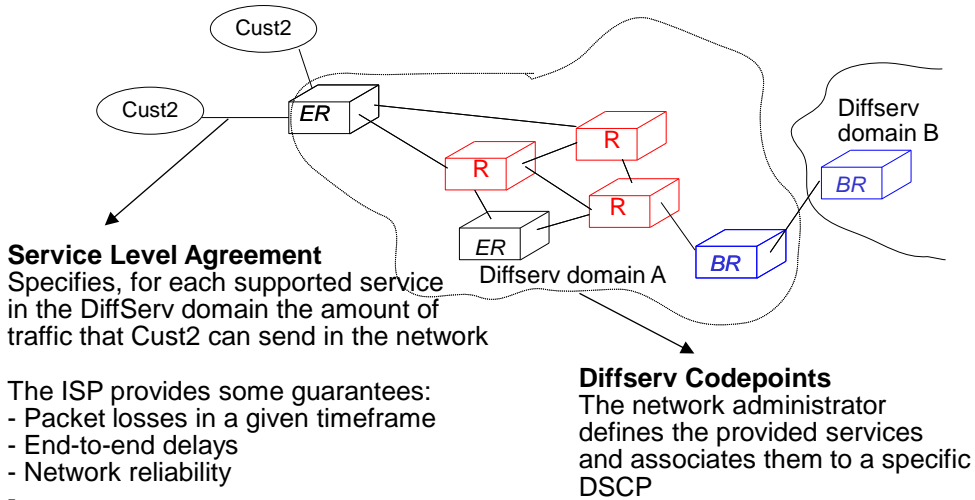 Cust2
Cust2
ER
R
R
R
ER
BR
BR
Diffserv
domain B
Diffserv domain A
Service Level Agreement
Specifies, for each supported service
in the DiffServ domain the amount of
traffic that Cust2 can send in the network
The ISP provides some guarantees:
- Packet losses in a given timeframe
- End-to-end delays
- Network reliability
-
Diffserv Codepoints
The network administrator
defines the provided services
and associates them to a specific
DSCP